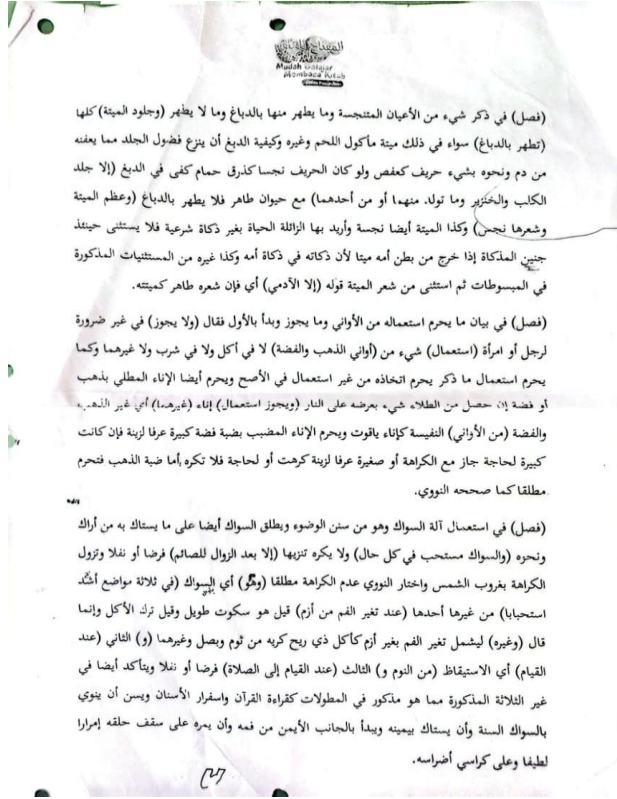 المفتاح
Mudah Belajar
Membaca Kitab
(فصل) في ذكر شيء من الأعيان المتنجسة وما يطهر منها بالدباغ وما لا يطهر (وجلود الميتة) كلها
(تطهر بالدباغ) سواء في ذلك ميتة مأكول اللحم وغيره وكيفية الدبغ أن ينزع فضول الجلد مما يعفنه
من دم ونحوه بشيء حريف كعفص ولو كان الحريف نجسا كذرق حمام كفى في الدبغ (إلا جلد
الكلب والخنزير وما تولد منهما أو من أحدهما) مع حيوان طاهر فلا يطهر بالدباغ (وعظم الميتة
وشعرها نجس) وكذا الميتة أيضا نجسة وأريد بها الزائلة الحياة بغير ذكاة شرعية فلا يستثنى حينئذ
جنين المذكاة إذا خرج من بطن أمه ميتا لأن ذكاته في ذكاة أمه وكذا غيره من المستثنيات المذكورة
في المبسوطات ثم استثنى من شعر الميتة قوله (إلا الآدمي) أي فإن شعره طاهر كميتته.
(فصل) في بيان ما يحرم استعماله من الأواني وما يجوز وبدأ بالأول فقال (ولا يجوز) في غير ضرورة
لرجل أو امرأة (استعمال) شيء من (أواني الذهب والفضة) لا في أكل ولا في شرب ولا غيرهما وكما
يحرم استعمال ما ذكر يحرم اتخاذه من غير استعمال في الأصح ويحرم أيضا الإناء المطلي بذهب
أو فضة إن حصل من الطلاء شيء بعرضه على النار (ويجوز استعمال) إناء (غيرهما) أي غير الذهب
والفضة (من الأواني) النفيسة كإناء ياقوت ويحرم الإناء المضبب بضبة فضة كبيرة عرفا لزينة فإن كانت
كبيرة لحاجة جاز مع الكراهة أو صغيرة عرفا لزينة كرهت أو لحاجة فلا تكره أما ضبة الذهب فتحرم
مطلقا كما صححه النووي.
(فصل) في استعمال آلة السواك وهو من سنن الوضوء ويطلق السواك أيضا على ما يستاك به من أراك
ونحوه (والسواك مستحب في كل حال) ولا يكره تنزيها (إلا بعد الزوال للصائم) فرضا أو نفلا وتزول
الكراهة بغروب الشمس واختار النووي عدم الكراهة مطلقا (وهو) أي السواك (في ثلاثة مواضع أشد
استحبابا) من غيرها أحدها (عند تغير الفم من أزم) قيل هو سكوت طويل وقيل ترك الأكل وإنما
قال (وغيره) ليشمل تغير الفم بغير أزم كأكل ذي ريح كريه من ثوم وبصل وغيرهما (و) الثاني (عند
القيام) أي الاستيقاظ (من النوم و) الثالث (عند القيام إلى الصلاة) فرضا أو نفلا ويتأكد أيضا في
غير الثلاثة المذكورة مما هو مذكور في المطولات كقراءة القرآن واسفرار الأسنان ويسن أن ينوي
بالسواك السنة وأن يستاك بيمينه ويبدأ بالجانب الأيمن من فمه وأن يمره على سقف حلقه إمرارا
لطيفا وعلى كراسي أضراسه.